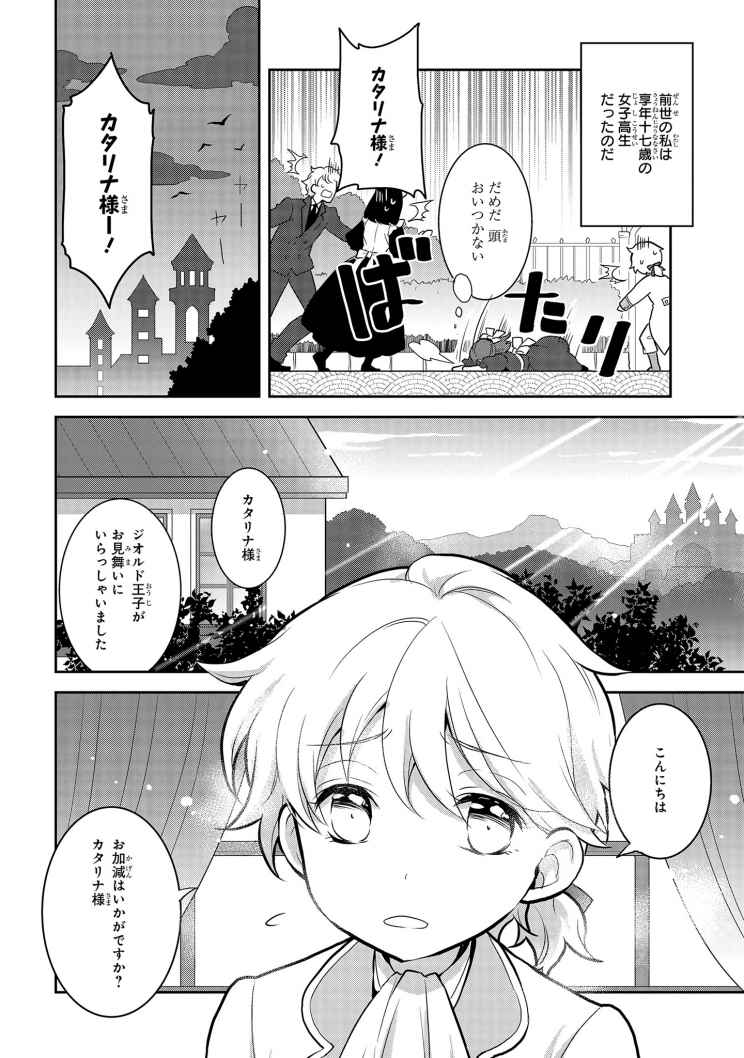 前世の私は
享年十七歳の
女子高生
だったのだ
カタリナ様！
だめだ 頭
おいつかない
ばたり
カタリナ様ー！
ザァー
ザァー
カタリナ様
ジオルド王子が
お見舞いに
いらっしゃいました
こんにちは
お加減はいかがですか？
カタリナ様